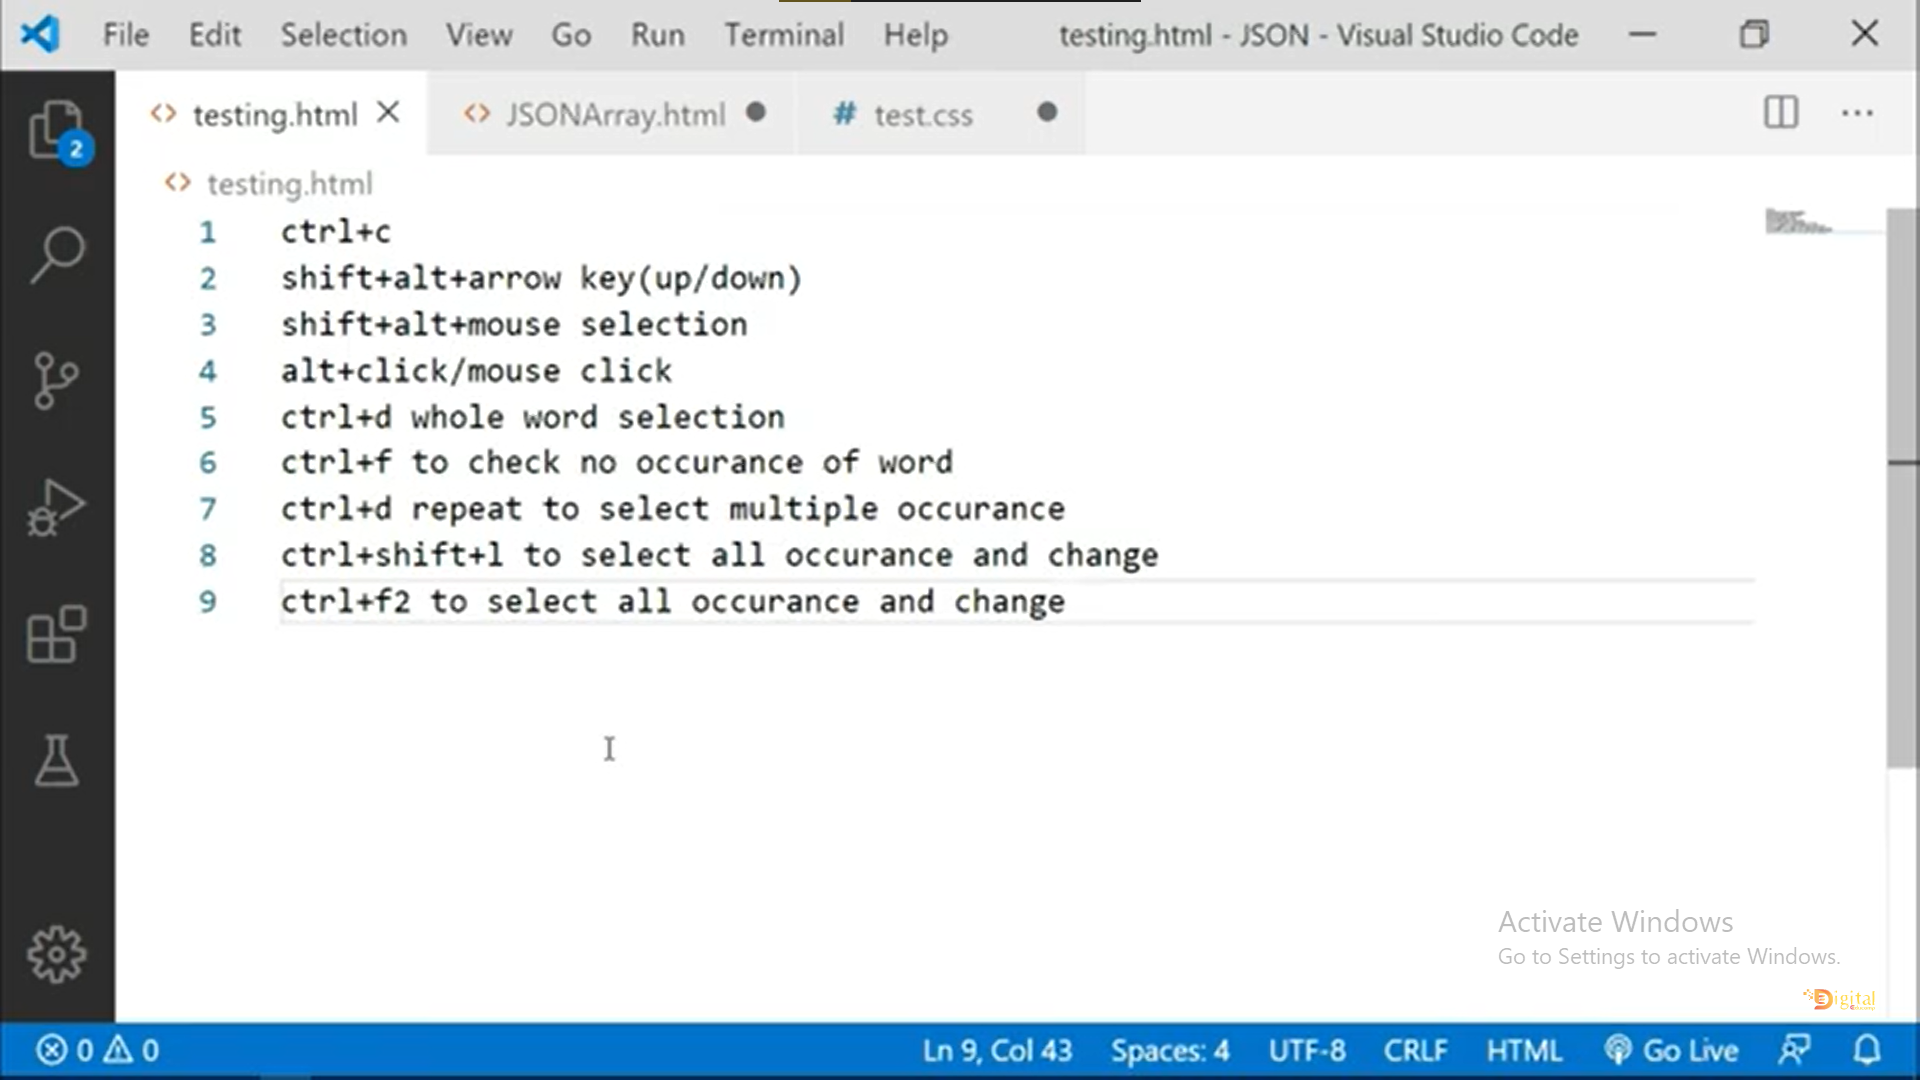 File Edit Selection View Go Run Terminal Help testing.html - JSON - Visual Studio Code
testing.html JSONArray.html # test.css
2
testing.html
1 ctrl+c
2 shift+alt+arrow key(up/down)
3 shift+alt+mouse selection
4 alt+click/mouse click
5 ctrl+d whole word selection
6 ctrl+f to check no occurance of word
7 ctrl+d repeat to select multiple occurance
8 ctrl+shift+l to select all occurance and change
9 ctrl+f2 to select all occurance and change
Activate Windows
Go to Settings to activate Windows.
Digital
0 0 Ln 9, Col 43 Spaces: 4 UTF-8 CRLF HTML Go Live